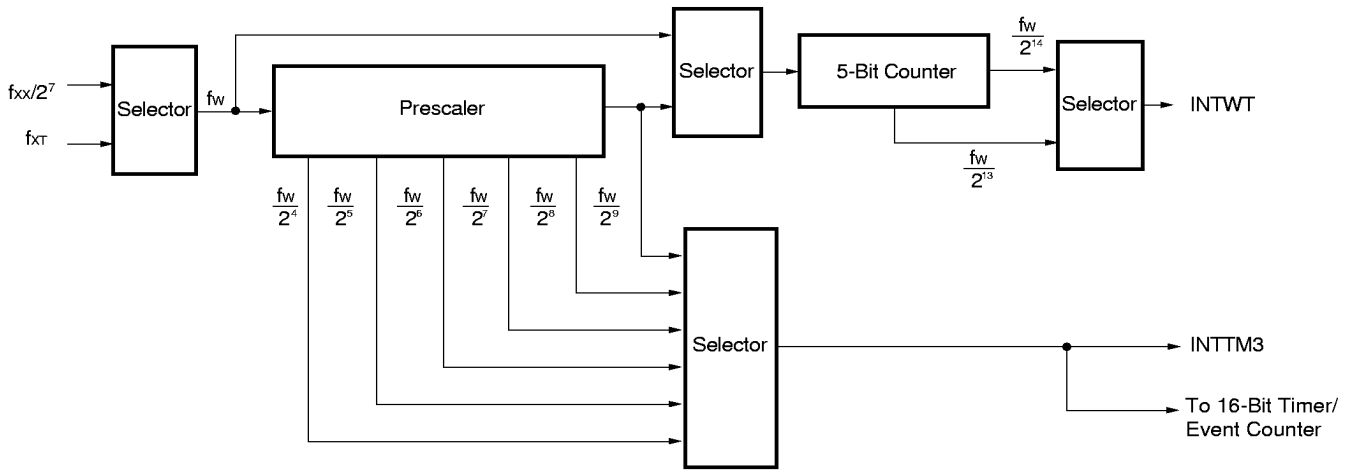 fxx/2⁷
fXT
Selector
fw
Prescaler
Selector
5-Bit Counter
fw
2¹⁴
fw
2¹³
Selector
INTWT
fw
2⁴
fw
2⁵
fw
2⁶
fw
2⁷
fw
2⁸
fw
2⁹
Selector
INTTM3
To 16-Bit Timer/
Event Counter